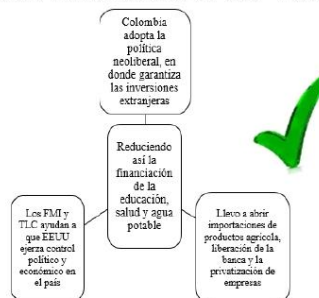 Colombia
adopta la
política
neoliberal, en
donde garantiza
las inversiones
extranjeras
Reduciendo
así la
financiación
de la
educación,
salud y agua
potable
Los FMI y
TLC ayudan a
que EEUU
ejerza control
político y
económico en
el país
Llevo a abrir
importaciones de
productos agricola,
liberación de la
banca y la
privatización de
empresas